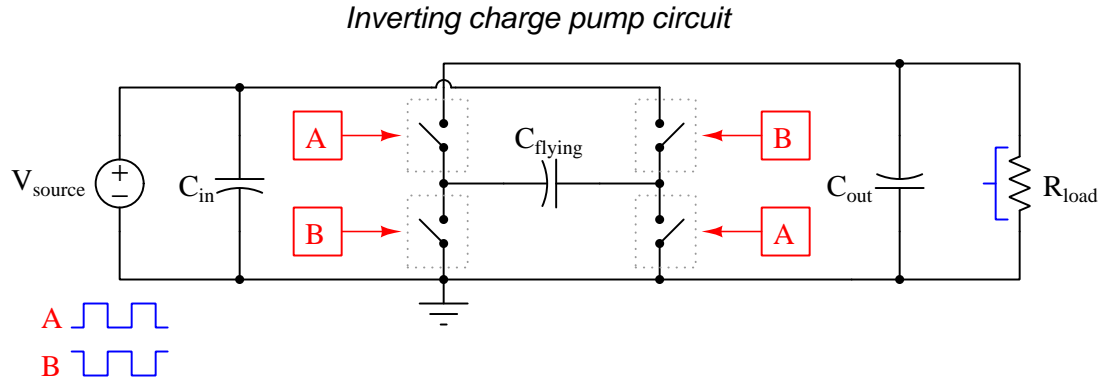 Inverting charge pump circuit
A
B
C_flying
V_source
+
−
C_in
C_out
R_load
B
A
A
B